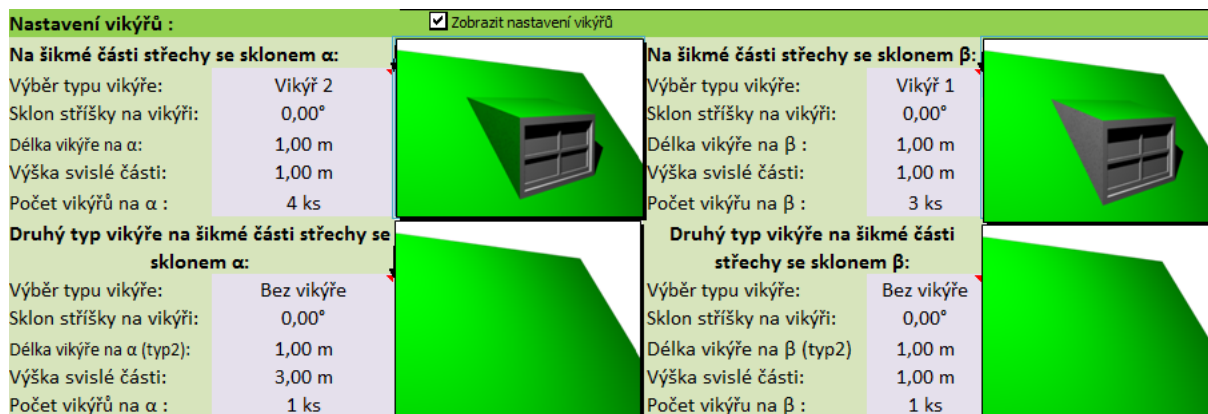 Nastavení vikýřů :
Zobrazit nastavení vikýřů
Na šikmé části střechy se sklonem α:
Výběr typu vikýře: Vikýř 2
Sklon stříšky na vikýři: 0,00°
Délka vikýře na α: 1,00 m
Výška svislé části: 1,00 m
Počet vikýřů na α : 4 ks
Druhý typ vikýře na šikmé části střechy se
sklonem α:
Výběr typu vikýře: Bez vikýře
Sklon stříšky na vikýři: 0,00°
Délka vikýře na α (typ2): 1,00 m
Výška svislé části: 3,00 m
Počet vikýřů na α : 1 ks
Na šikmé části střechy se sklonem β:
Výběr typu vikýře: Vikýř 1
Sklon stříšky na vikýři: 0,00°
Délka vikýře na β : 1,00 m
Výška svislé části: 1,00 m
Počet vikýřu na β : 3 ks
Druhý typ vikýře na šikmé části
střechy se sklonem β:
Výběr typu vikýře: Bez vikýře
Sklon stříšky na vikýři: 0,00°
Délka vikýře na β (typ2) 1,00 m
Výška svislé části: 1,00 m
Počet vikýřu na β : 1 ks